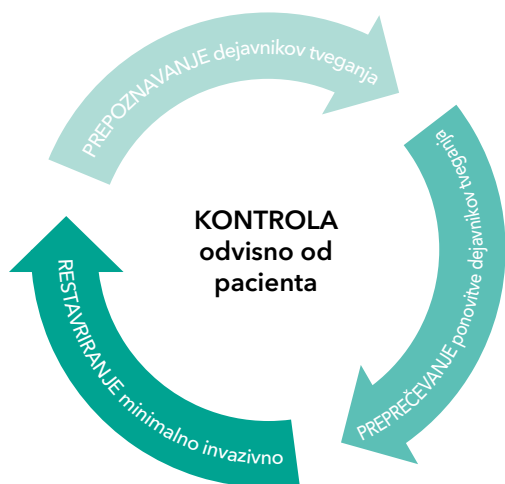 PREPOZNAVANJE dejavnikov tveganja
PREPREČEVANJE ponovitve dejavnikov tveganja
RESTAVRIRANJE minimalno invazivno
KONTROLA
odvisno od
pacienta